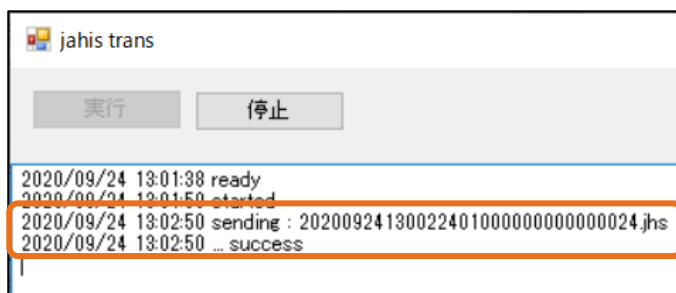 jahis trans
実行 停止
2020/09/24 13:01:38 ready
2020/09/24 13:01:50 started
2020/09/24 13:02:50 sending : 20200924130022401000000000000024.jhs
2020/09/24 13:02:50 ... success